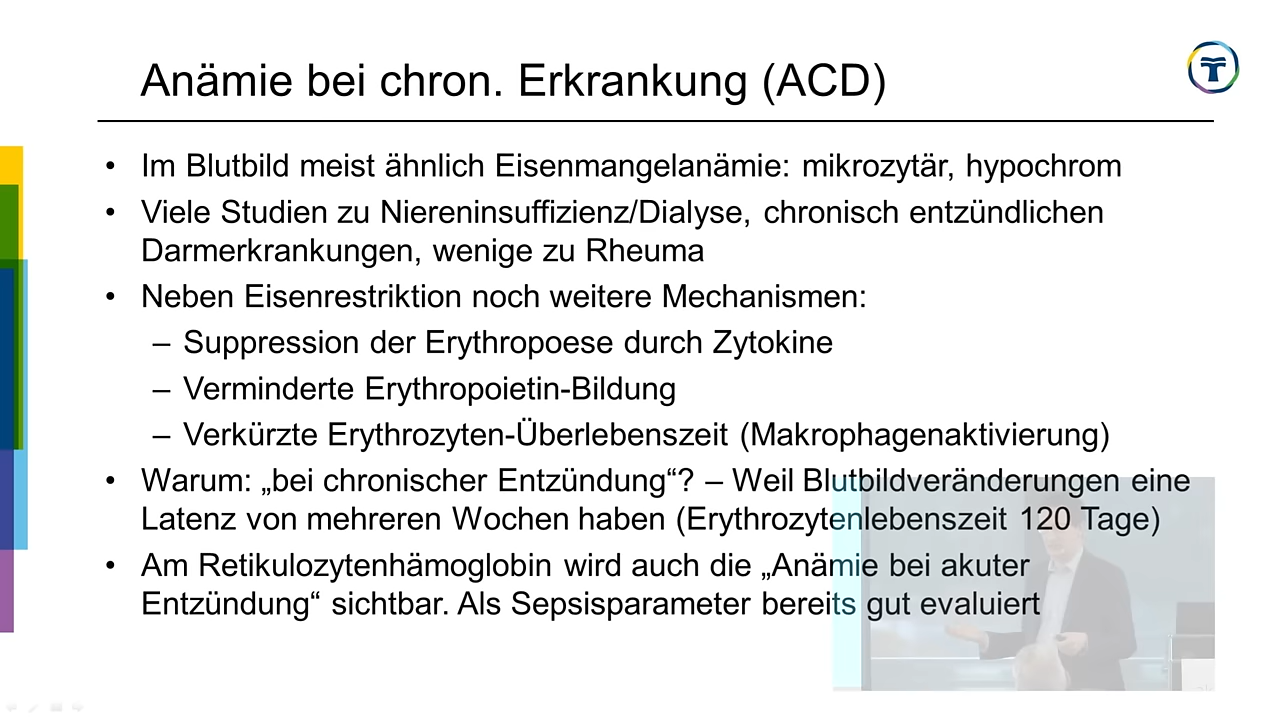 Anämie bei chron. Erkrankung (ACD)
• Im Blutbild meist ähnlich Eisenmangelanämie: mikrozytär, hypochrom
• Viele Studien zu Niereninsuffizienz/Dialyse, chronisch entzündlichen
Darmerkrankungen, wenige zu Rheuma
• Neben Eisenrestriktion noch weitere Mechanismen:
– Suppression der Erythropoese durch Zytokine
– Verminderte Erythropoietin-Bildung
– Verkürzte Erythrozyten-Überlebenszeit (Makrophagenaktivierung)
• Warum: „bei chronischer Entzündung“? – Weil Blutbildveränderungen eine
Latenz von mehreren Wochen haben (Erythrozytenlebenszeit 120 Tage)
• Am Retikulozytenhämoglobin wird auch die „Anämie bei akuter
Entzündung“ sichtbar. Als Sepsisparameter bereits gut evaluiert